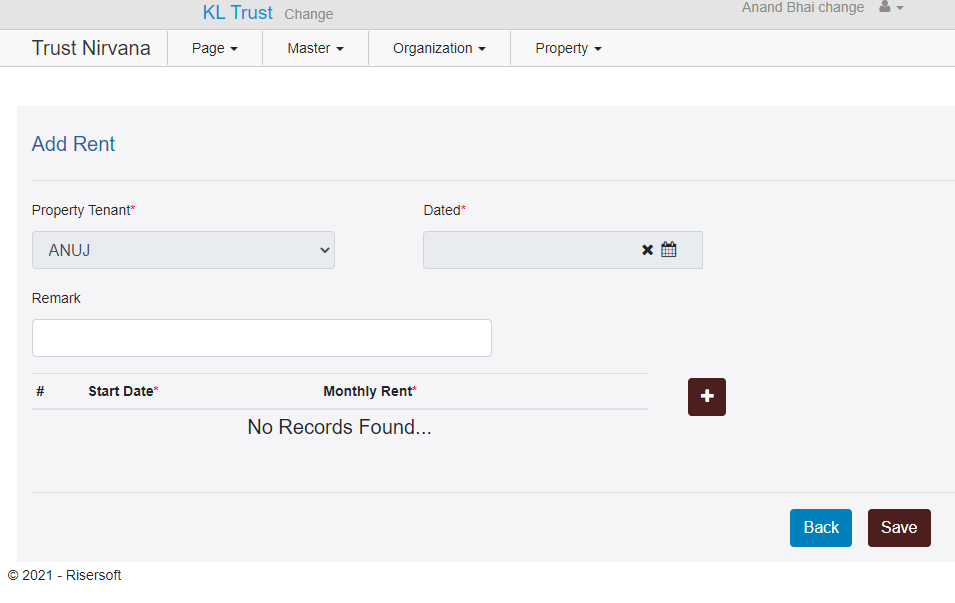 KL Trust Change Anand Bhai change
Trust Nirvana Page Master Organization Property
Add Rent
Property Tenant* Dated*
ANUJ
Remark
# Start Date* Monthly Rent*
No Records Found...
Back Save
© 2021 - Risersoft